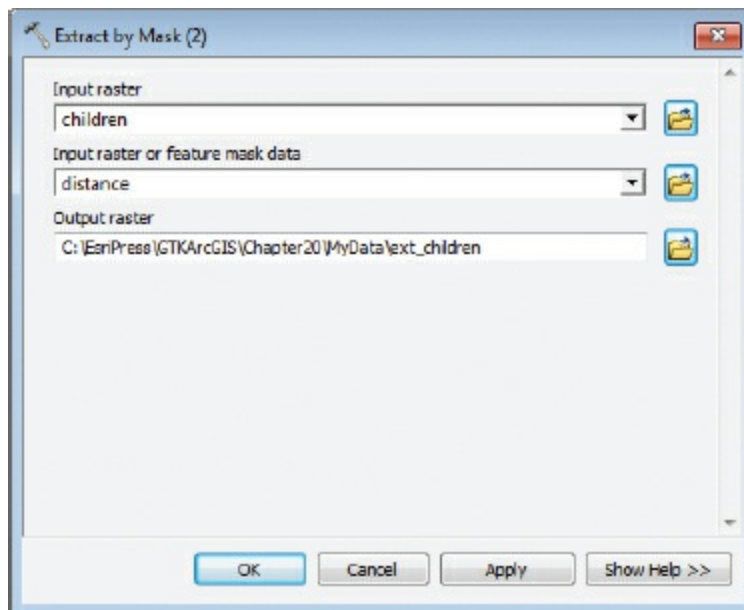 Extract by Mask (2)
Input raster
children
Input raster or feature mask data
distance
Output raster
C:\EsriPress\GTKArcGIS\Chapter20\MyData\ext_children
OK Cancel Apply Show Help >>